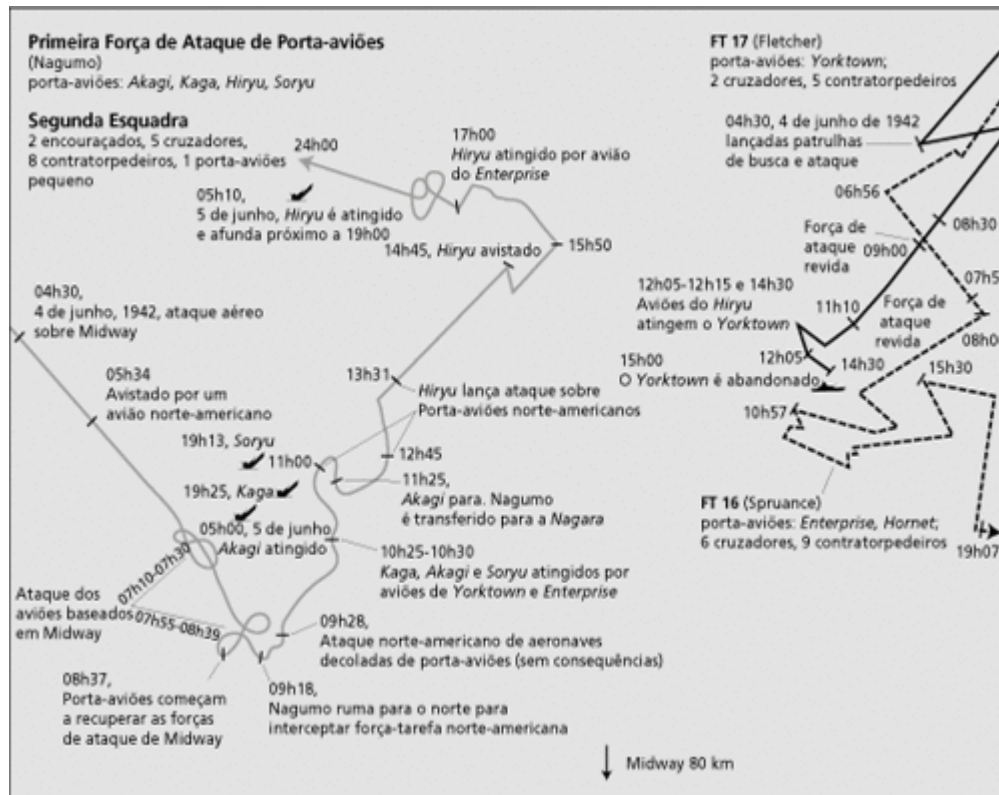 Primeira Força de Ataque de Porta-aviões
(Nagumo)
porta-aviões: Akagi, Kaga, Hiryu, Soryu
Segunda Esquadra
2 encouraçados, 5 cruzadores,
8 contratorpedeiros, 1 porta-aviões
pequeno
24h00
17h00
Hiryu atingido por avião
do Enterprise
05h10,
5 de junho, Hiryu é atingido
e afunda próximo a 19h00
14h45, Hiryu avistado
15h50
04h30,
4 de junho, 1942, ataque aéreo
sobre Midway
05h34
Avistado por um
avião norte-americano
13h31
Hiryu lança ataque sobre
Porta-aviões norte-americanos
19h13, Soryu
11h00
12h45
19h25, Kaga
11h25,
Akagi para. Nagumo
é transferido para a Nagara
05h00, 5 de junho
Akagi atingido
10h25-10h30
Kaga, Akagi e Soryu atingidos por
aviões de Yorktown e Enterprise
07h10-07h30
Ataque dos
aviões baseados
em Midway
07h55-08h39
09h28,
Ataque norte-americano de aeronaves
decoladas de porta-aviões (sem consequências)
08h37,
Porta-aviões começam
a recuperar as forças
de ataque de Midway
09h18,
Nagumo ruma para o norte para
interceptar força-tarefa norte-americana
Midway 80 km
FT 17 (Fletcher)
porta-aviões: Yorktown;
2 cruzadores, 5 contratorpedeiros
04h30, 4 de junho de 1942
lançadas patrulhas
de busca e ataque
06h56
08h30
Força de
ataque
revida
09h00
07h5
12h05-12h15 e 14h30
Aviões do Hiryu
atingem o Yorktown
11h10
Força de
ataque
revida
08h0
12h05
14h30
15h30
15h00
O Yorktown é abandonado
10h57
FT 16 (Spruance)
porta-aviões: Enterprise, Hornet;
6 cruzadores, 9 contratorpedeiros
19h07